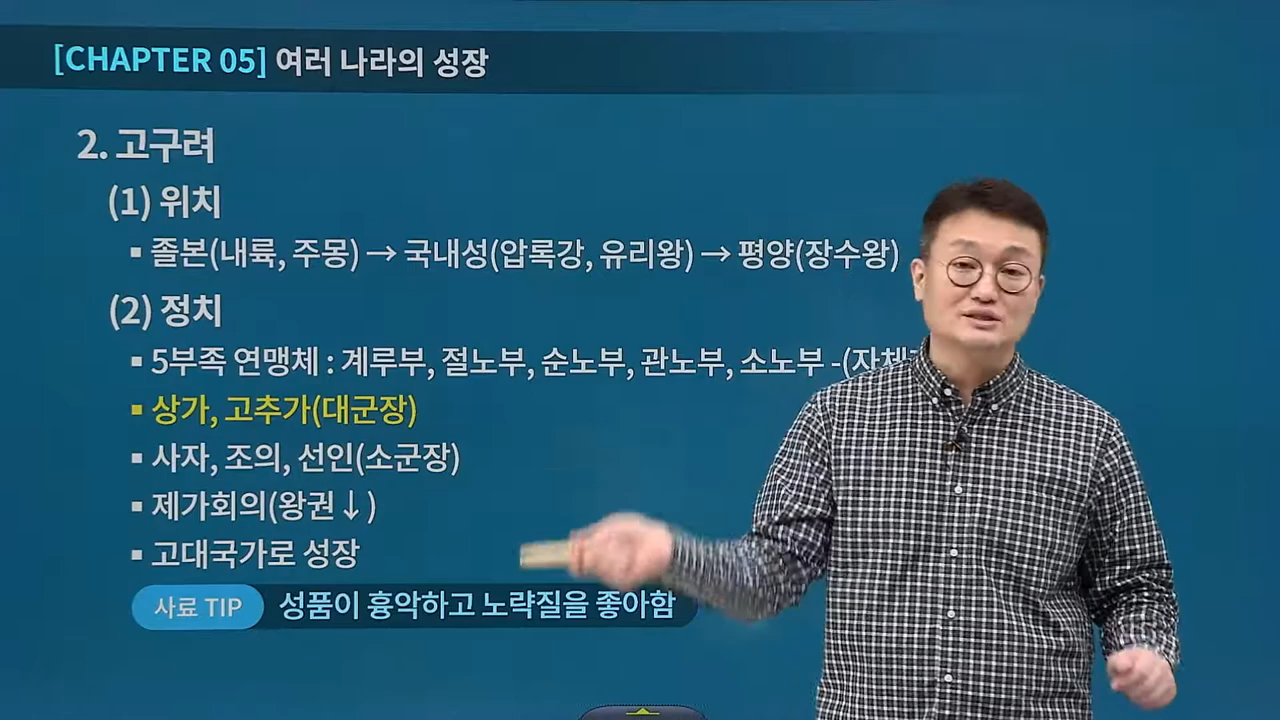 [CHAPTER 05] 여러 나라의 성장
2. 고구려
(1) 위치
▪ 졸본(내륙, 주몽) → 국내성(압록강, 유리왕) → 평양(장수왕)
(2) 정치
▪ 5부족 연맹체 : 계루부, 절노부, 순노부, 관노부, 소노부 -(자체
▪ 상가, 고추가(대군장)
▪ 사자, 조의, 선인(소군장)
▪ 제가회의(왕권↓)
▪ 고대국가로 성장
사료 TIP 성품이 흉악하고 노략질을 좋아함